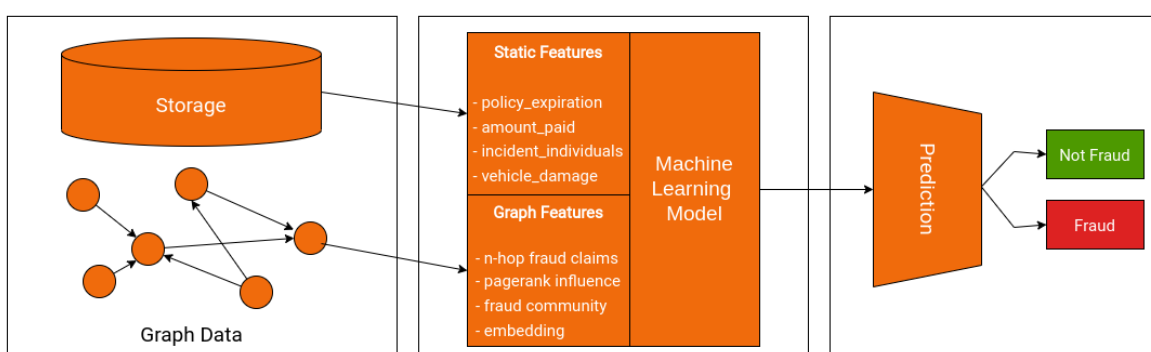 Storage
Graph Data
Static Features
- policy_expiration
- amount_paid
- incident_individuals
- vehicle_damage
Graph Features
- n-hop fraud claims
- pagerank influence
- fraud community
- embedding
Machine
Learning
Model
Prediction
Not Fraud
Fraud